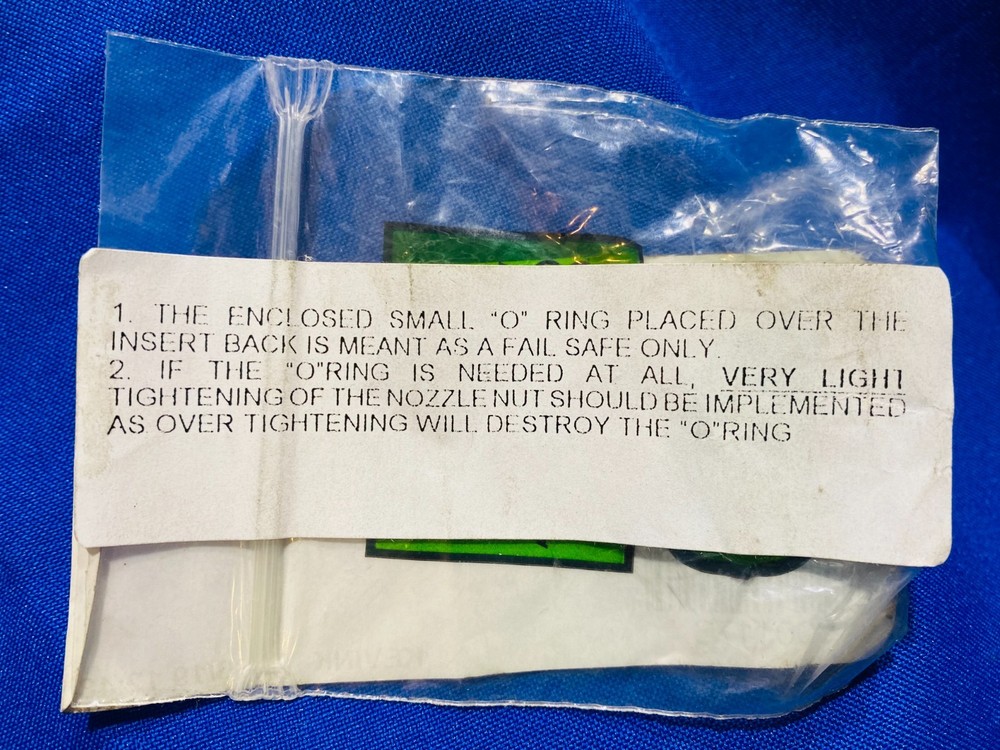 1. THE ENCLOSED SMALL "O" RING PLACED OVER THE
INSERT BACK IS MEANT AS A FAIL SAFE ONLY.
2. IF THE "O"RING IS NEEDED AT ALL, VERY LIGHT
TIGHTENING OF THE NOZZLE NUT SHOULD BE IMPLEMENTED
AS OVER TIGHTENING WILL DESTROY THE "O"RING